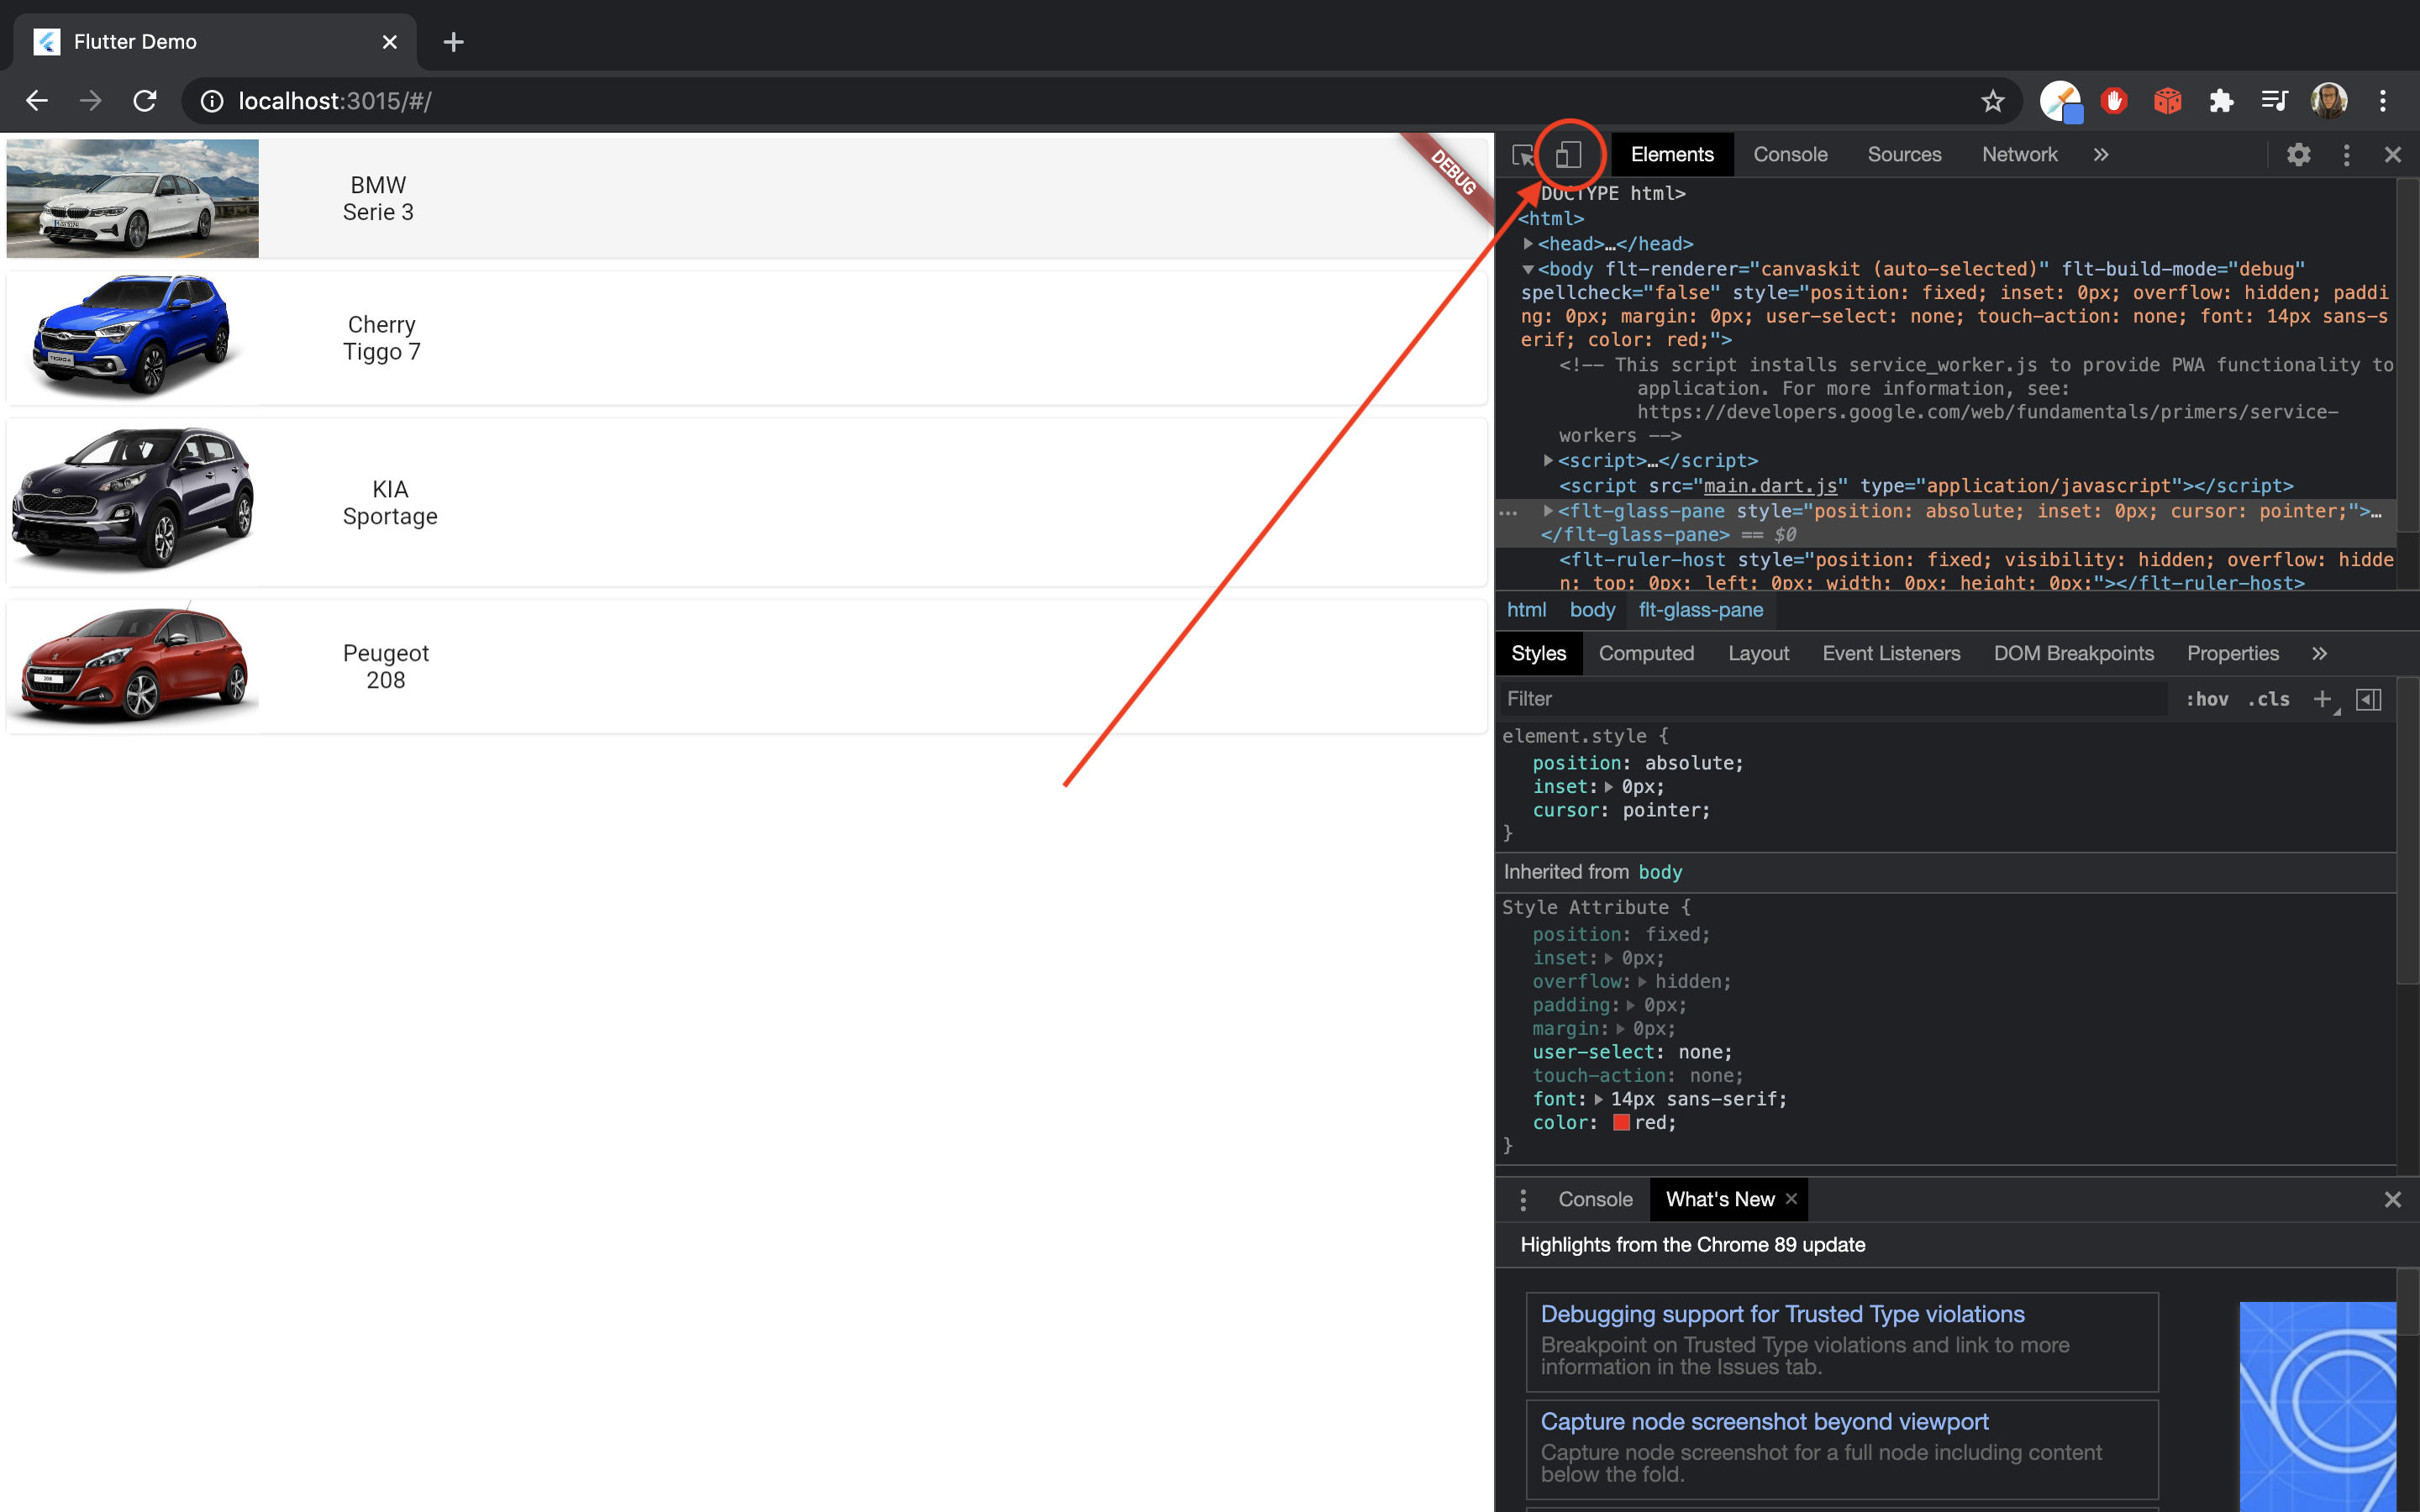 Flutter Demo
localhost:3015/#/
BMW
Serie 3
DEBUG
Cherry
Tiggo 7
KIA
Sportage
Peugeot
208
Elements Console Sources Network »
DOCTYPE html>
<html>
<head>…</head>
<body flt-renderer="canvaskit (auto-selected)" flt-build-mode="debug"
spellcheck="false" style="position: fixed; inset: 0px; overflow: hidden; paddi
ng: 0px; margin: 0px; user-select: none; touch-action: none; font: 14px sans-s
erif; color: red;">
<!-- This script installs service_worker.js to provide PWA functionality to
application. For more information, see:
https://developers.google.com/web/fundamentals/primers/service-
workers -->
<script>…</script>
<script src="main.dart.js" type="application/javascript"></script>
<flt-glass-pane style="position: absolute; inset: 0px; cursor: pointer;">…
</flt-glass-pane> == $0
<flt-ruler-host style="position: fixed; visibility: hidden; overflow: hidde
n; top: 0px; left: 0px; width: 0px; height: 0px;"></flt-ruler-host>
html body flt-glass-pane
Styles Computed Layout Event Listeners DOM Breakpoints Properties »
Filter :hov .cls +
element.style {
position: absolute;
inset: 0px;
cursor: pointer;
}
Inherited from body
Style Attribute {
position: fixed;
inset: 0px;
overflow: hidden;
padding: 0px;
margin: 0px;
user-select: none;
touch-action: none;
font: 14px sans-serif;
color: red;
}
Console What's New
Highlights from the Chrome 89 update
Debugging support for Trusted Type violations
Breakpoint on Trusted Type violations and link to more
information in the Issues tab.
Capture node screenshot beyond viewport
Capture node screenshot for a full node including content
below the fold.